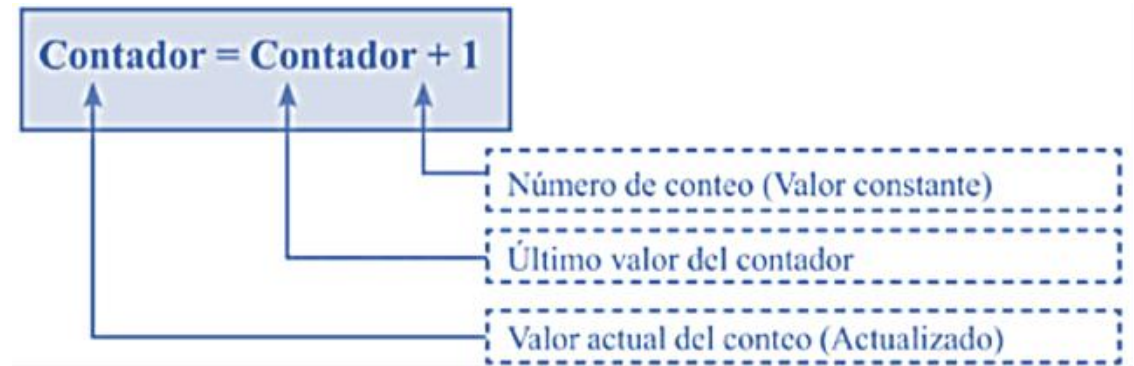 Contador = Contador + 1
Número de conteo (Valor constante)
Último valor del contador
Valor actual del conteo (Actualizado)